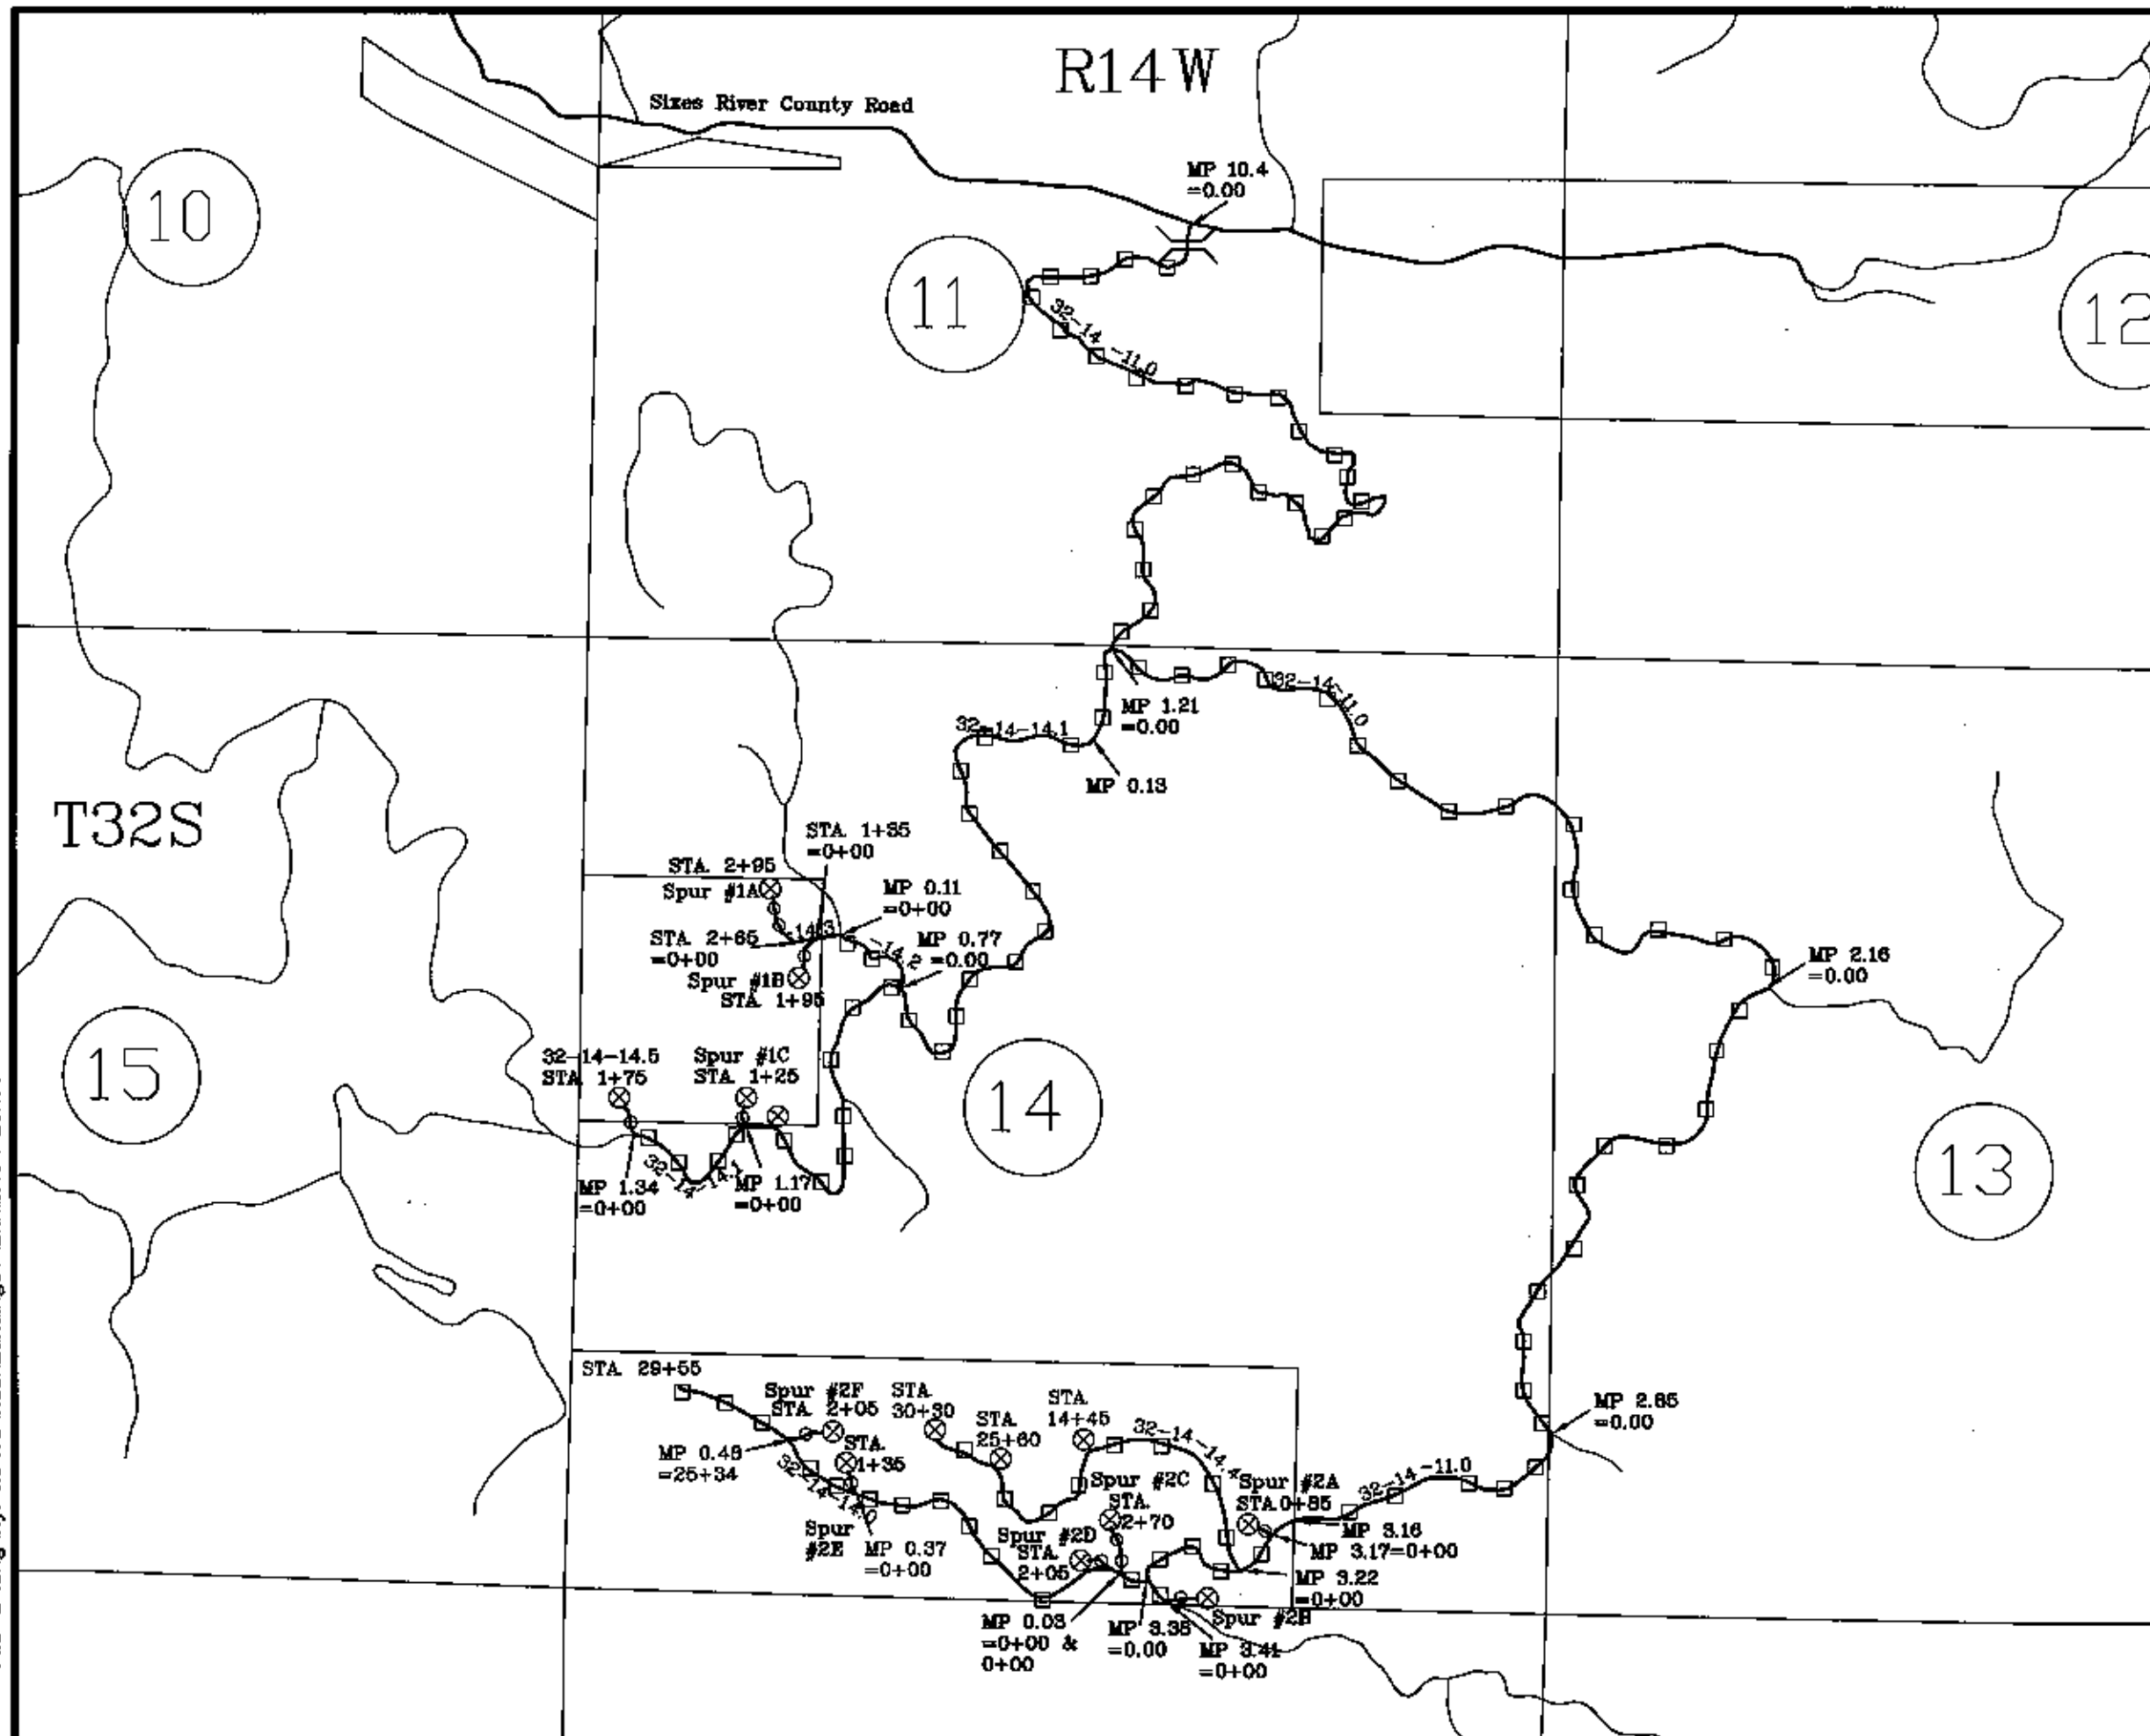 R14W
Sixes River County Road
MP 10.4
=0.00
10
11
12
32-14-11.0
MP 1.21
=0.00
32-14-11.0
32-14-14.1
MP 0.13
T32S
STA. 1+35
=0+00
STA. 2+95
Spur #1A
MP 0.11
=0+00
-14.3
STA. 2+65
=0+00
MP 0.77
=0.00
-14.2
Spur #1B
STA. 1+95
MP 2.16
=0.00
15
32-14-14.5
STA. 1+75
Spur #1C
STA. 1+25
14
13
MP 1.34
=0+00
MP 1.17
=0+00
STA. 29+55
Spur #2F
STA. 2+05
STA.
30+30
STA.
25+60
STA.
14+45
32-14-14.4
MP 2.85
=0.00
MP 0.48
=25+34
STA.
1+35
Spur #2C
STA.
2+70
Spur #2A
STA. 0+85
32-14-11.0
Spur
#2E
MP 0.37
=0+00
Spur #2D
STA.
2+05
MP 3.16
MP 3.17=0+00
MP 3.22
=0+00
MP 0.03
=0+00 &
0+00
MP 3.38
=0.00
Spur #2B
MP 3.41
=0+00